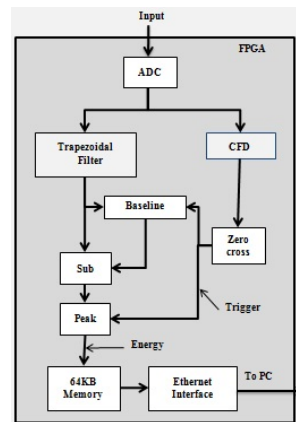 Input
FPGA
ADC
Trapezoidal
Filter
CFD
Baseline
Zero
cross
Sub
Trigger
Peak
Energy
To PC
64KB
Memory
Ethernet
Interface